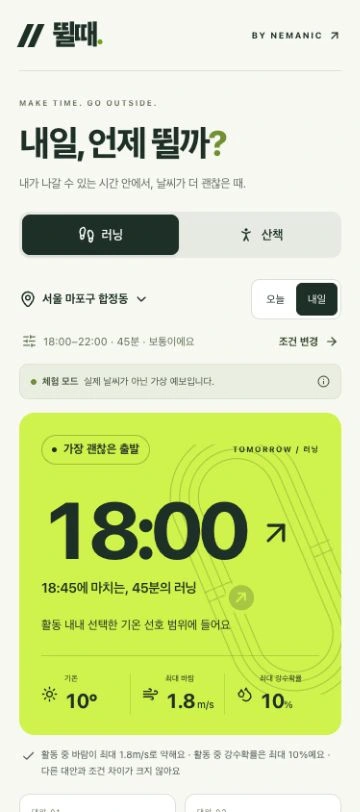 뛸때.
BY NEMANIC
MAKE TIME. GO OUTSIDE.
내일, 언제 뛸까?
내가 나갈 수 있는 시간 안에서, 날씨가 더 괜찮은 때.
러닝
산책
서울 마포구 합정동
오늘
내일
18:00–22:00 · 45분 · 보통이에요
조건 변경
체험 모드 실제 날씨가 아닌 가상 예보입니다.
가장 괜찮은 출발
TOMORROW / 러닝
18:00
18:45에 마치는, 45분의 러닝
활동 내내 선택한 기온 선호 범위에 들어요
기온
10°
최대 바람
1.8 m/s
최대 강수확률
10%
활동 중 바람이 최대 1.8m/s로 약해요 · 활동 중 강수확률은 최대 10%예요 ·
다른 대안과 조건 차이가 크지 않아요